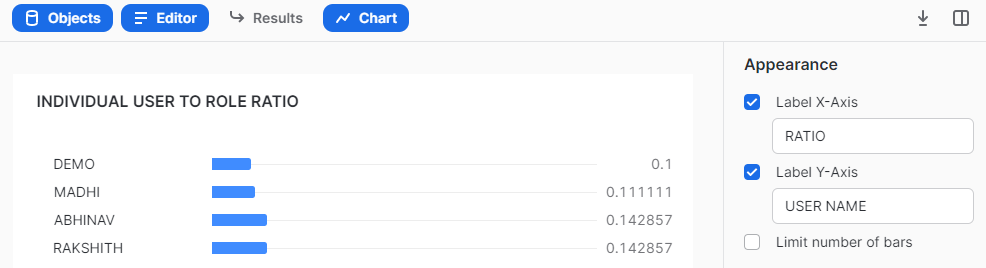 Objects Editor Results Chart
INDIVIDUAL USER TO ROLE RATIO
DEMO 0.1
MADHI 0.111111
ABHINAV 0.142857
RAKSHITH 0.142857
Appearance
Label X-Axis
RATIO
Label Y-Axis
USER NAME
Limit number of bars